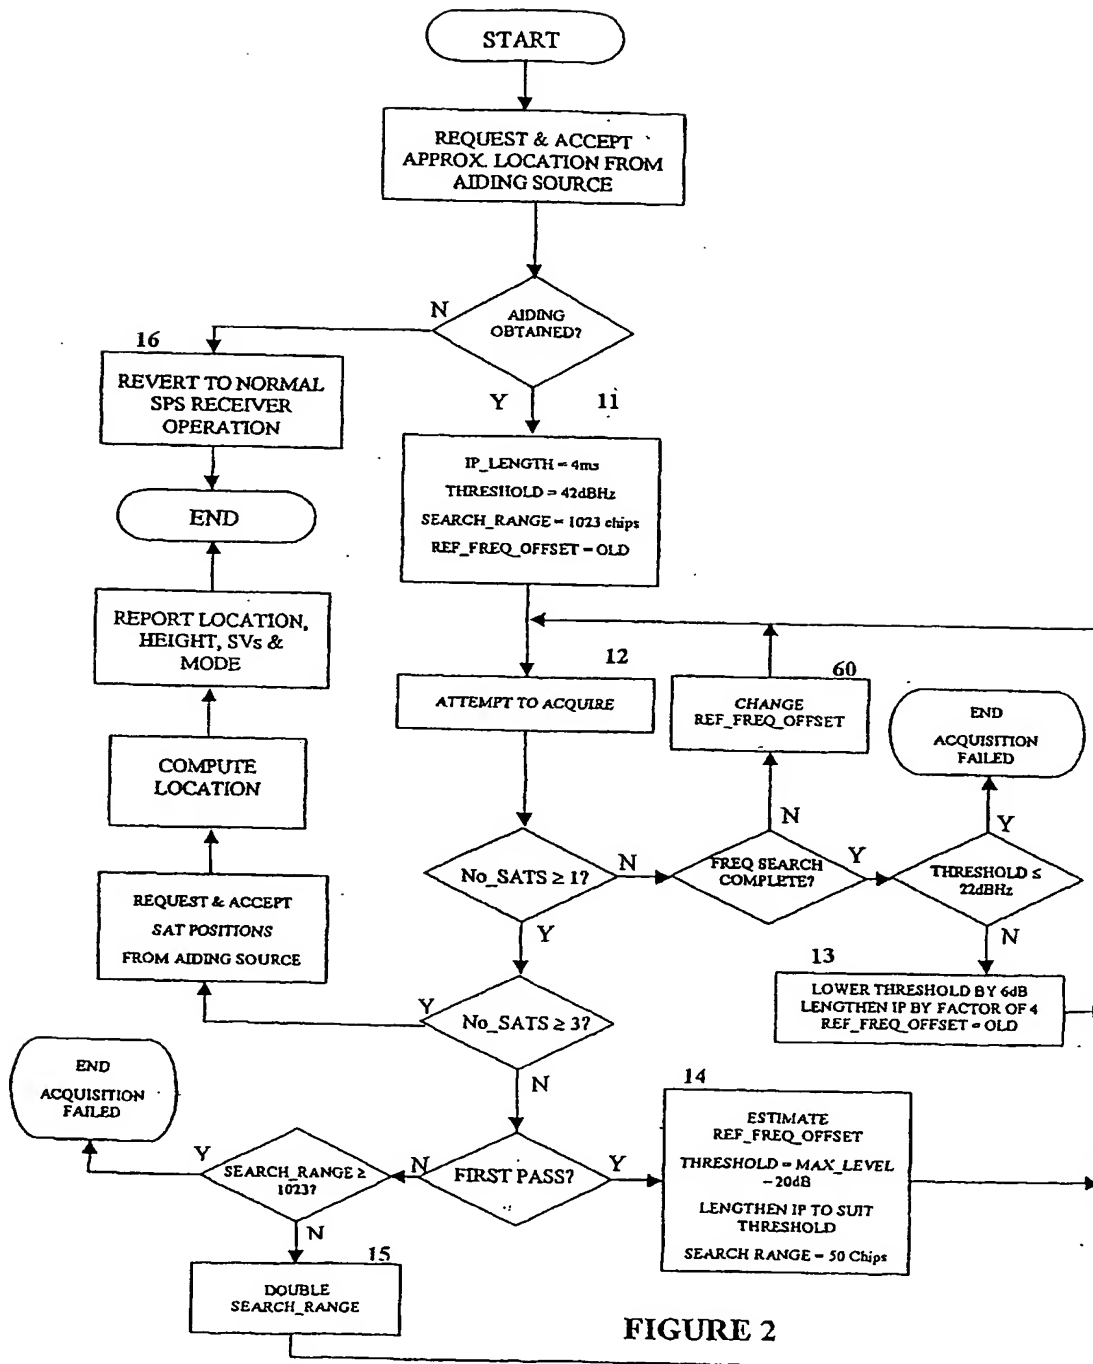 START
REQUEST & ACCEPT
APPROX. LOCATION FROM
AIDING SOURCE
N
AIDING
OBTAINED?
16
REVERT TO NORMAL
SPS RECEIVER
OPERATION
Y
11
IP_LENGTH = 4ms
THRESHOLD = 42dBHz
SEARCH_RANGE = 1023 chips
REF_FREQ_OFFSET = OLD
END
REPORT LOCATION,
HEIGHT, SVs &
MODE
12
ATTEMPT TO ACQUIRE
60
CHANGE
REF_FREQ_OFFSET
END
ACQUISITION
FAILED
COMPUTE
LOCATION
N
Y
No_SATS ≥ 1?
N
FREQ SEARCH
COMPLETE?
Y
THRESHOLD ≤
22dBHz
REQUEST & ACCEPT
SAT POSITIONS
FROM AIDING SOURCE
Y
N
13
LOWER THRESHOLD BY 6dB
LENGTHEN IP BY FACTOR OF 4
REF_FREQ_OFFSET = OLD
Y
No_SATS ≥ 3?
END
ACQUISITION
FAILED
N
14
ESTIMATE
REF_FREQ_OFFSET
THRESHOLD = MAX_LEVEL
– 20dB
LENGTHEN IP TO SUIT
THRESHOLD
SEARCH RANGE = 50 Chips
Y
SEARCH_RANGE ≥
1023?
N
FIRST PASS?
Y
N
15
DOUBLE
SEARCH_RANGE
FIGURE 2